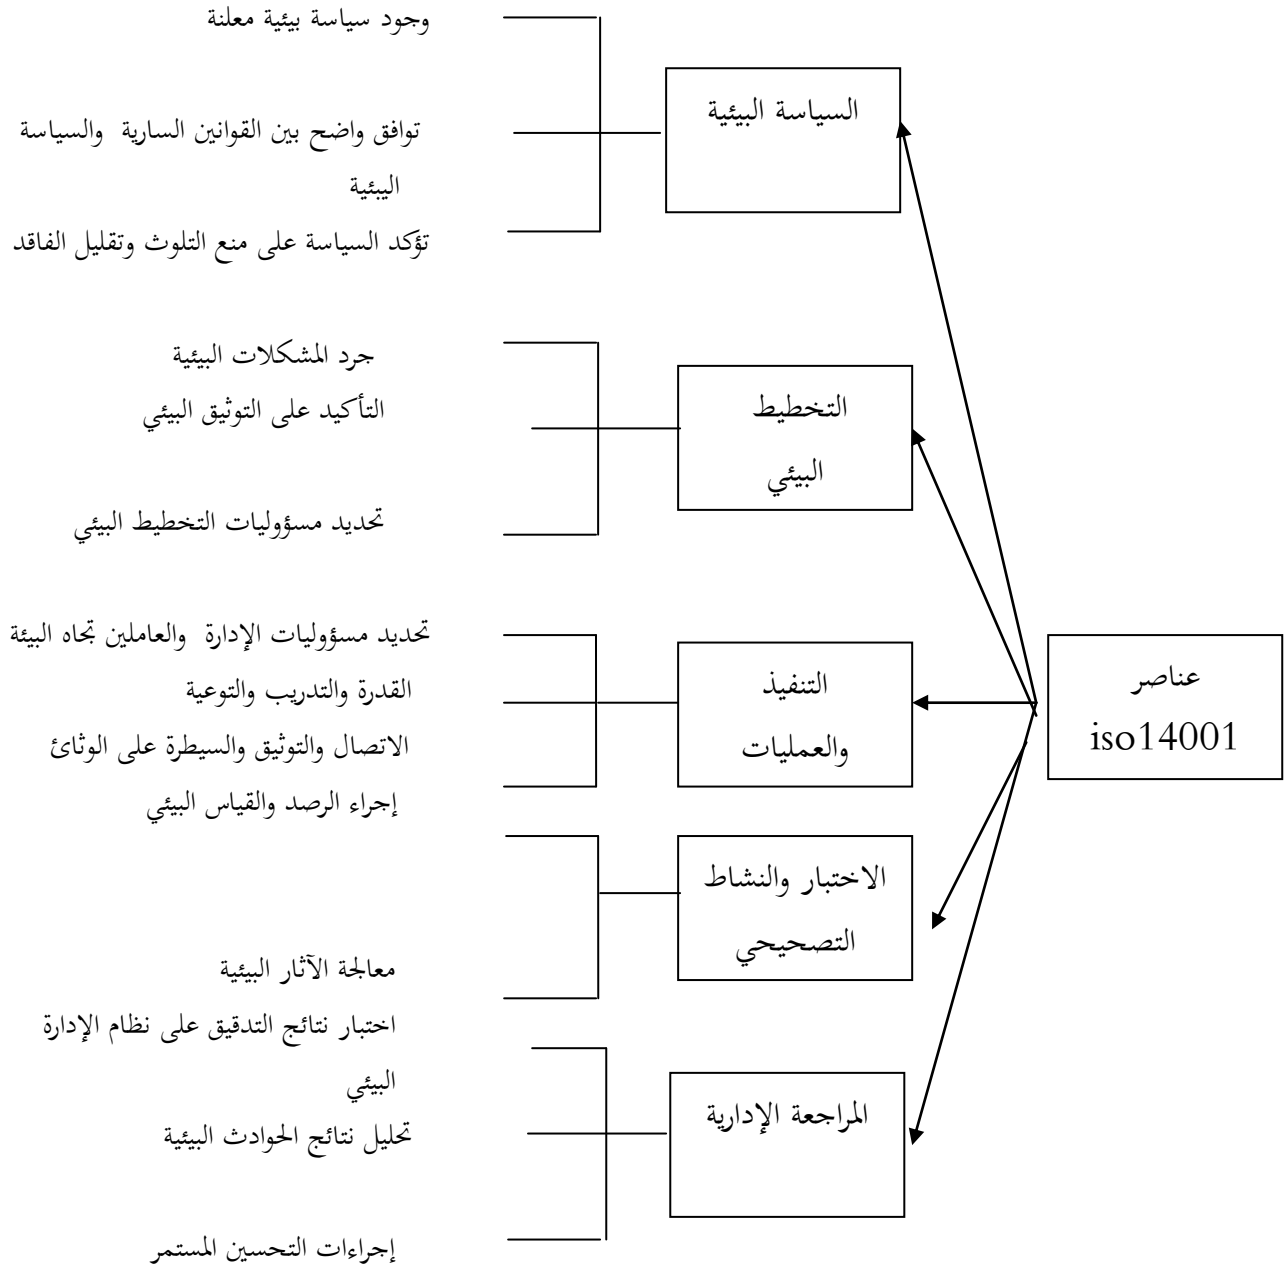 عناصر
iso14001
السياسة البيئية
وجود سياسة بيئية معلنة
توافق واضح بين القوانين السارية والسياسة
البيئية
تؤكد السياسة على منع التلوث وتقليل الفاقد
التخطيط
البيئي
جرد المشكلات البيئية
التأكيد على التوثيق البيئي
تحديد مسؤوليات التخطيط البيئي
التنفيذ
والعمليات
تحديد مسؤوليات الإدارة والعاملين تجاه البيئة
القدرة والتدريب والتوعية
الاتصال والتوثيق والسيطرة على الوثائ
الاختبار والنشاط
التصحيحي
إجراء الرصد والقياس البيئي
معالجة الآثار البيئية
المراجعة الإدارية
اختبار نتائج التدقيق على نظام الإدارة
البيئي
تحليل نتائج الحوادث البيئية
إجراءات التحسين المستمر